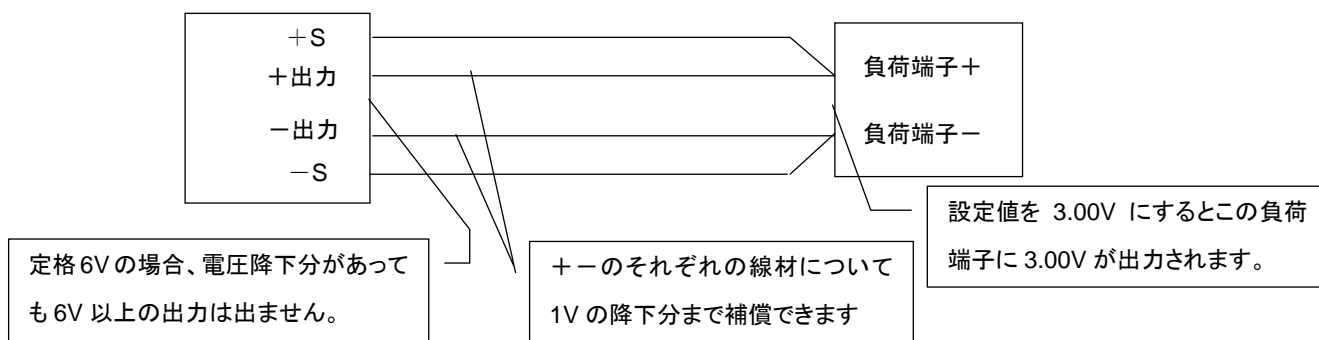 ＋S
＋出力
－出力
－S
負荷端子＋
負荷端子－
設定値を 3.00V にするとこの負荷
端子に 3.00V が出力されます。
定格 6V の場合、電圧降下分があって
も 6V 以上の出力は出ません。
＋－のそれぞれの線材について
1V の降下分まで補償できます